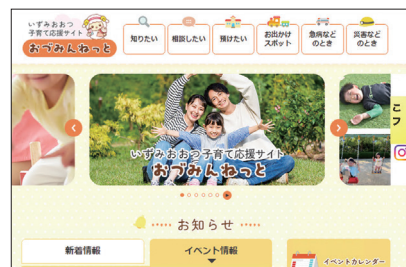 いずみおおつ
子育て応援サイト
おづみんねっと
知りたい
相談したい
預けたい
お出かけ
スポット
急病など
のとき
災害など
のとき
いずみおおつ子育て応援サイト
おづみんねっと
こ
フ
お知らせ
新着情報
イベント情報
イベントカレンダー